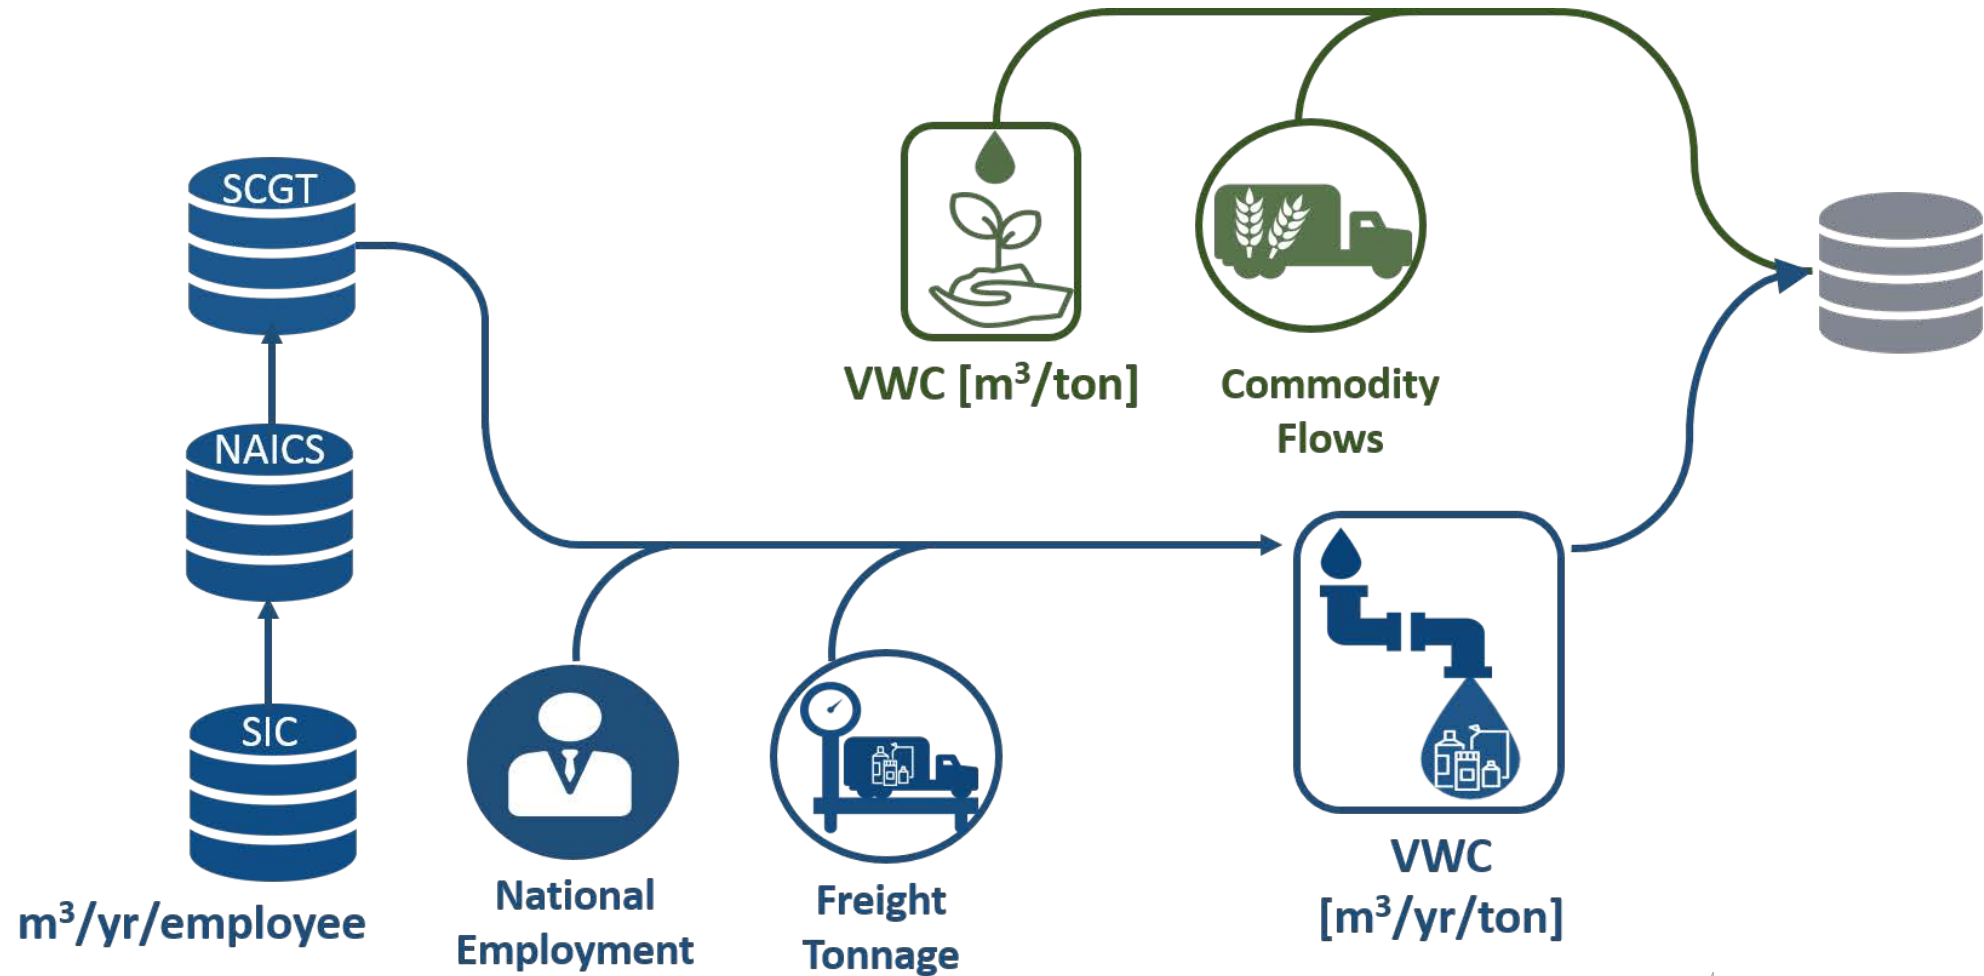 SCGT
NAICS
SIC
m³/yr/employee
National
Employment
Freight
Tonnage
VWC [m³/ton]
Commodity
Flows
VWC
[m³/yr/ton]